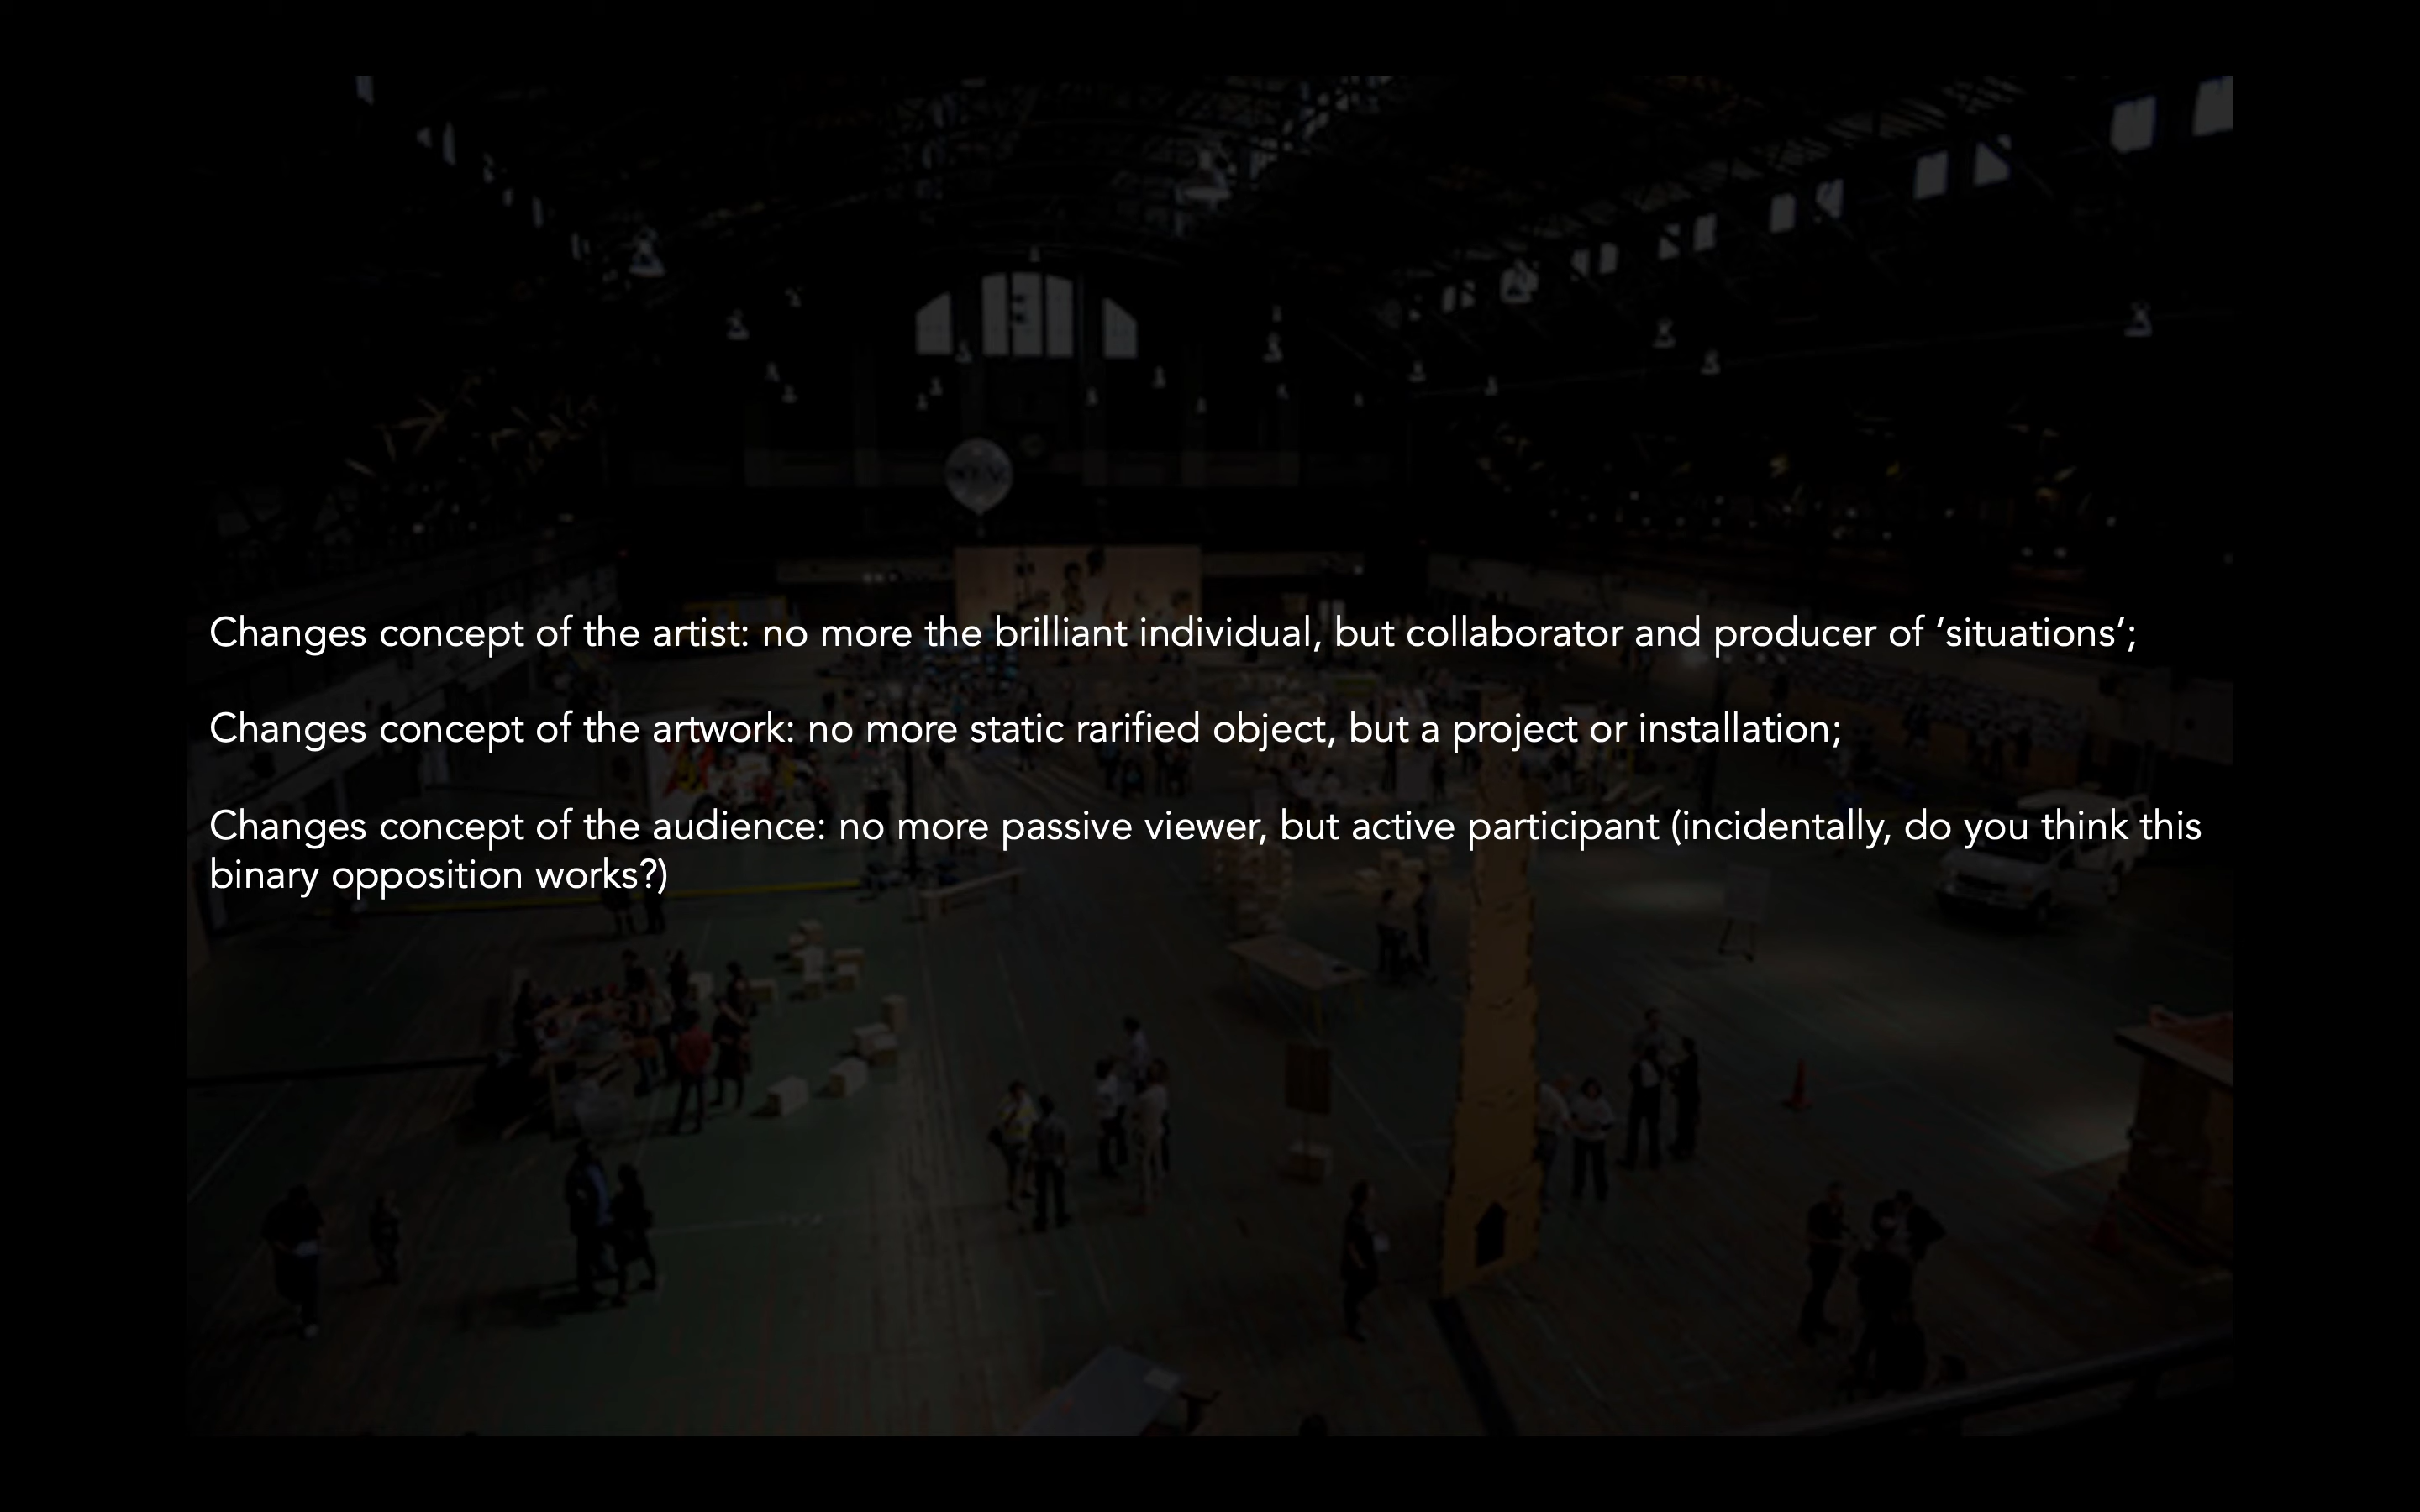 Changes concept of the artist: no more the brilliant individual, but collaborator and producer of ‘situations’;
Changes concept of the artwork: no more static rarified object, but a project or installation;
Changes concept of the audience: no more passive viewer, but active participant (incidentally, do you think this
binary opposition works?)